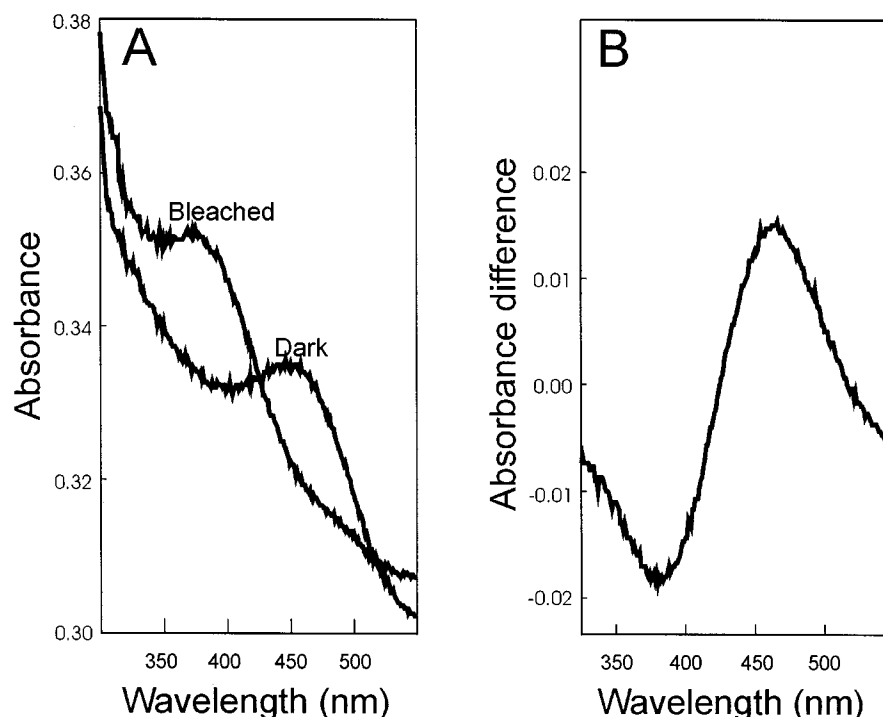 A
0.38
0.36
0.34
0.32
0.30
Absorbance
Bleached
Dark
350 400 450 500
Wavelength (nm)
B
0.02
0.01
0.00
-0.01
-0.02
Absorbance difference
350 400 450 500
Wavelength (nm)